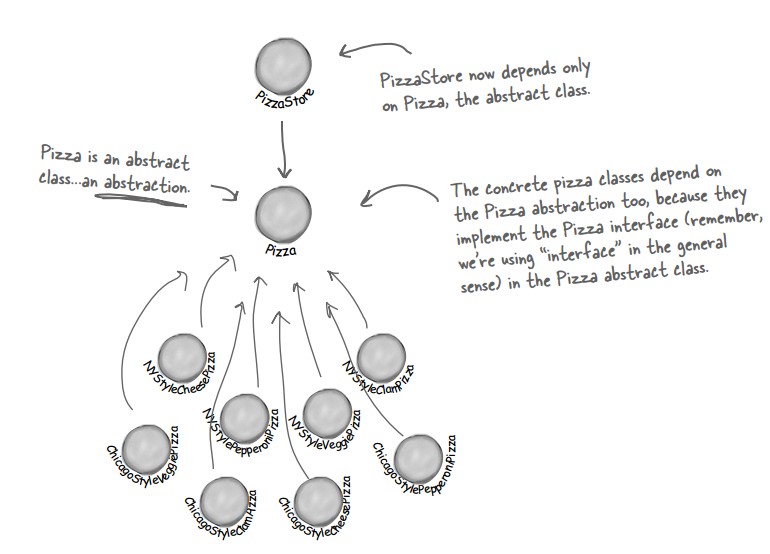 PizzaStore
PizzaStore now depends only
on Pizza, the abstract class.
Pizza is an abstract
class...an abstraction.
Pizza
The concrete pizza classes depend on
the Pizza abstraction too, because they
implement the Pizza interface (remember,
we're using "interface" in the general
sense) in the Pizza abstract class.
NYStyleCheesePizza
NYStyleClamPizza
NYStylePepperoniPizza
NYStyleVeggiePizza
ChicagoStyleVeggiePizza
ChicagoStylePepperoniPizza
ChicagoStyleClamPizza
ChicagoStyleCheesePizza